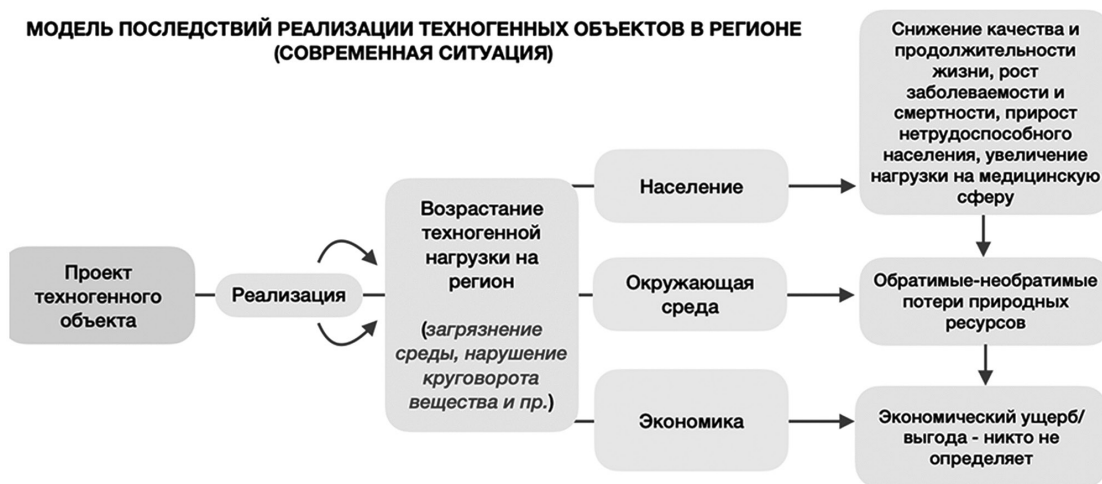 МОДЕЛЬ ПОСЛЕДСТВИЙ РЕАЛИЗАЦИИ ТЕХНОГЕННЫХ ОБЪЕКТОВ В РЕГИОНЕ
(СОВРЕМЕННАЯ СИТУАЦИЯ)
Проект
техногенного
объекта
Реализация
Возрастание
техногенной
нагрузки на
регион
(загрязнение
среды, нарушение
круговорота
вещества и пр.)
Население
Снижение качества и
продолжительности
жизни, рост
заболеваемости и
смертности, прирост
нетрудоспособного
населения, увеличение
нагрузки на медицинскую
сферу
Окружающая
среда
Обратимые-необратимые
потери природных
ресурсов
Экономика
Экономический ущерб/
выгода - никто не
определяет